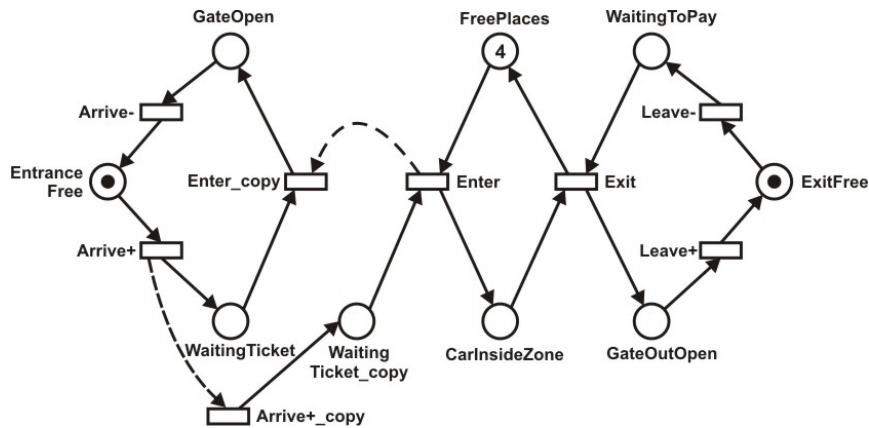 GateOpen
FreePlaces
WaitingToPay
4
Arrive-
Leave-
Entrance
Free
Enter_copy
Enter
Exit
ExitFree
Arrive+
Leave+
WaitingTicket
Waiting
Ticket_copy
CarInsideZone
GateOutOpen
Arrive+_copy